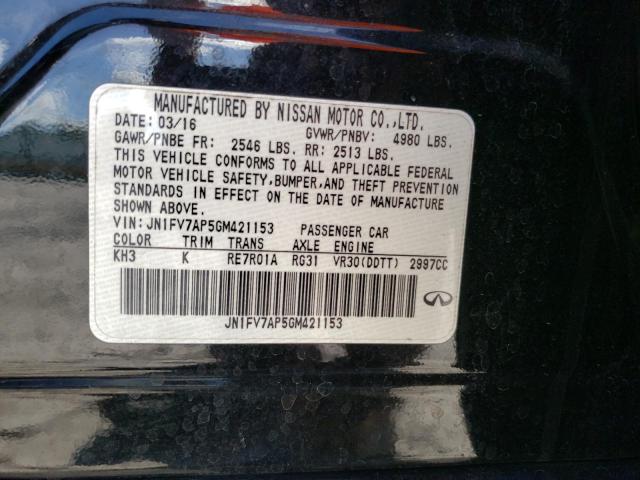 MANUFACTURED BY NISSAN MOTOR CO.,LTD.
DATE: 03/16 GVWR/PNBV: 4980 LBS.
GAWR/PNBE FR: 2546 LBS. RR: 2513 LBS.
THIS VEHICLE CONFORMS TO ALL APPLICABLE FEDERAL
MOTOR VEHICLE SAFETY,BUMPER,AND THEFT PREVENTION
STANDARDS IN EFFECT ON THE DATE OF MANUFACTURE
SHOWN ABOVE.
VIN: JN1FV7AP5GM421153 PASSENGER CAR
COLOR TRIM TRANS AXLE ENGINE
KH3 K RE7R01A RG31 VR30(DDTT) 2997CC
JN1FV7AP5GM421153